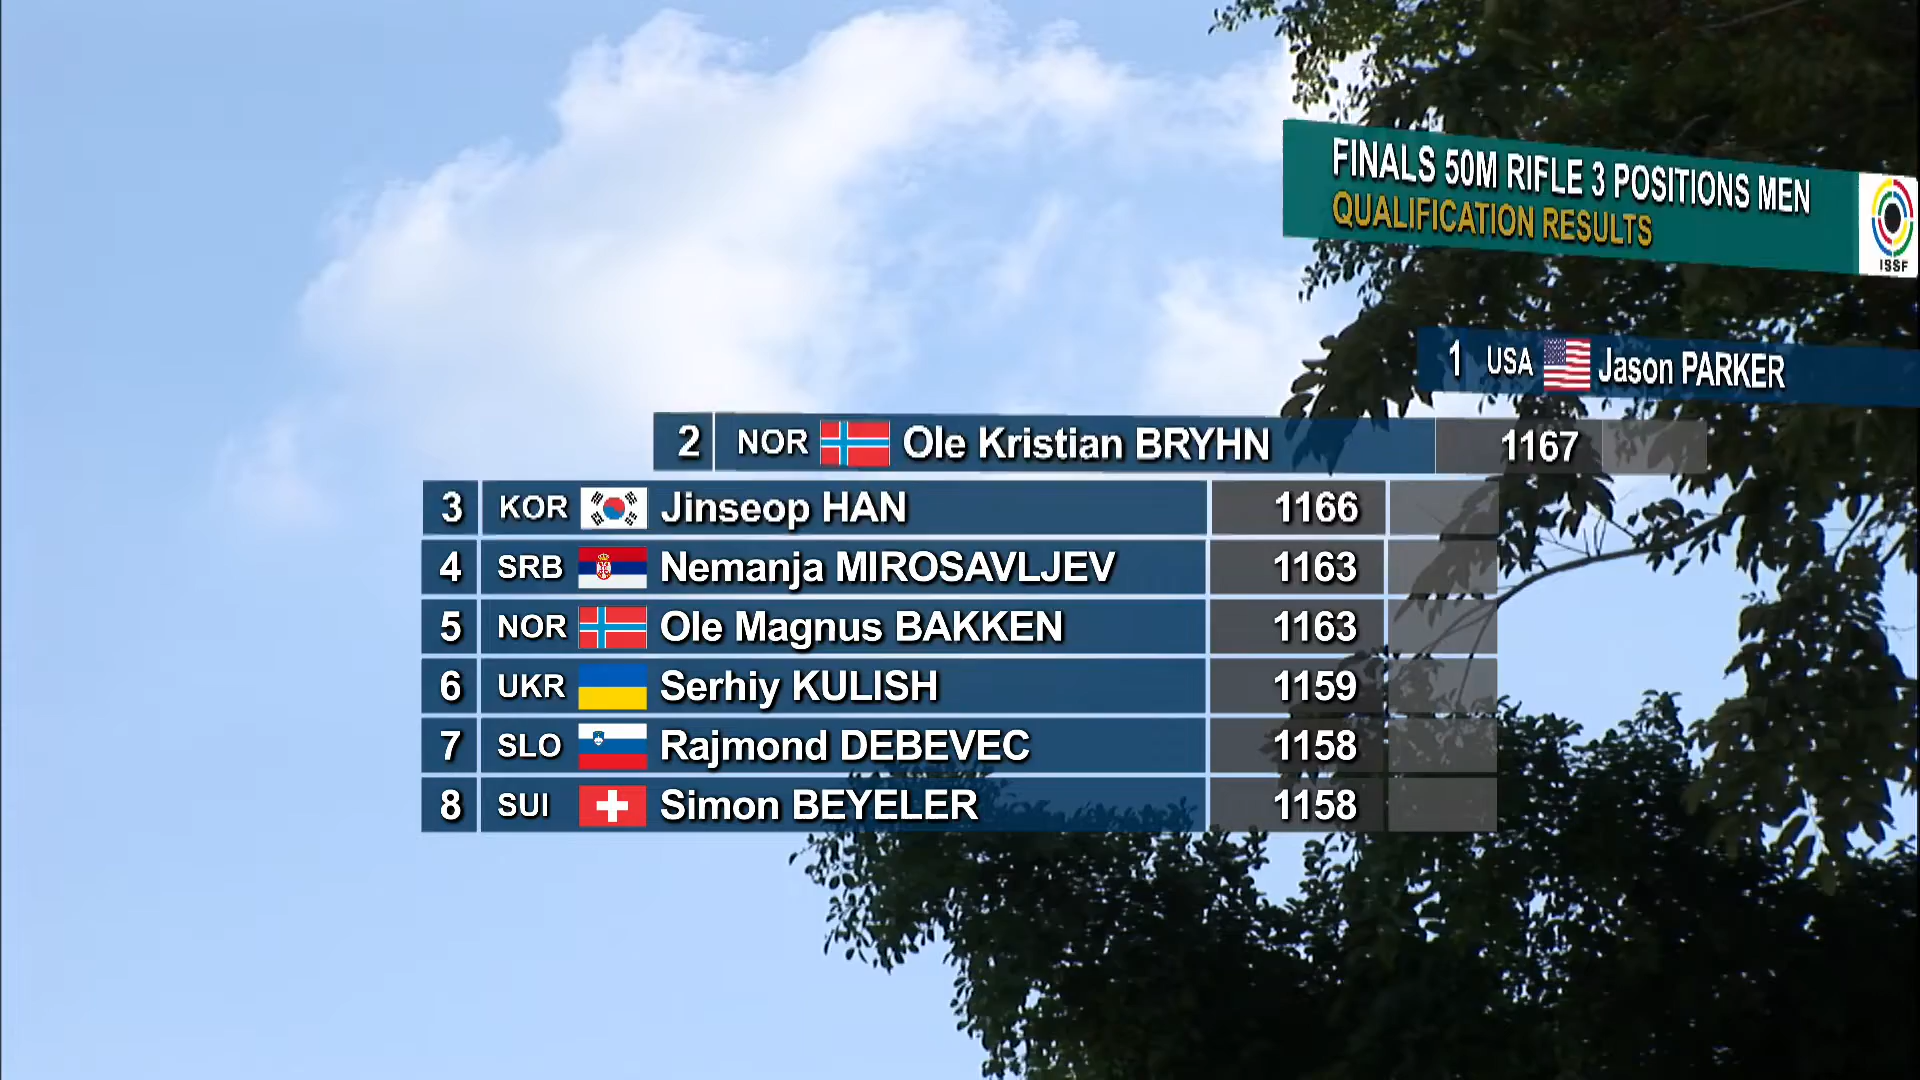 FINALS 50M RIFLE 3 POSITIONS MEN
QUALIFICATION RESULTS
ISSF
1 USA Jason PARKER
2 NOR Ole Kristian BRYHN 1167
3 KOR Jinseop HAN 1166
4 SRB Nemanja MIROSAVLJEV 1163
5 NOR Ole Magnus BAKKEN 1163
6 UKR Serhiy KULISH 1159
7 SLO Rajmond DEBEVEC 1158
8 SUI Simon BEYELER 1158